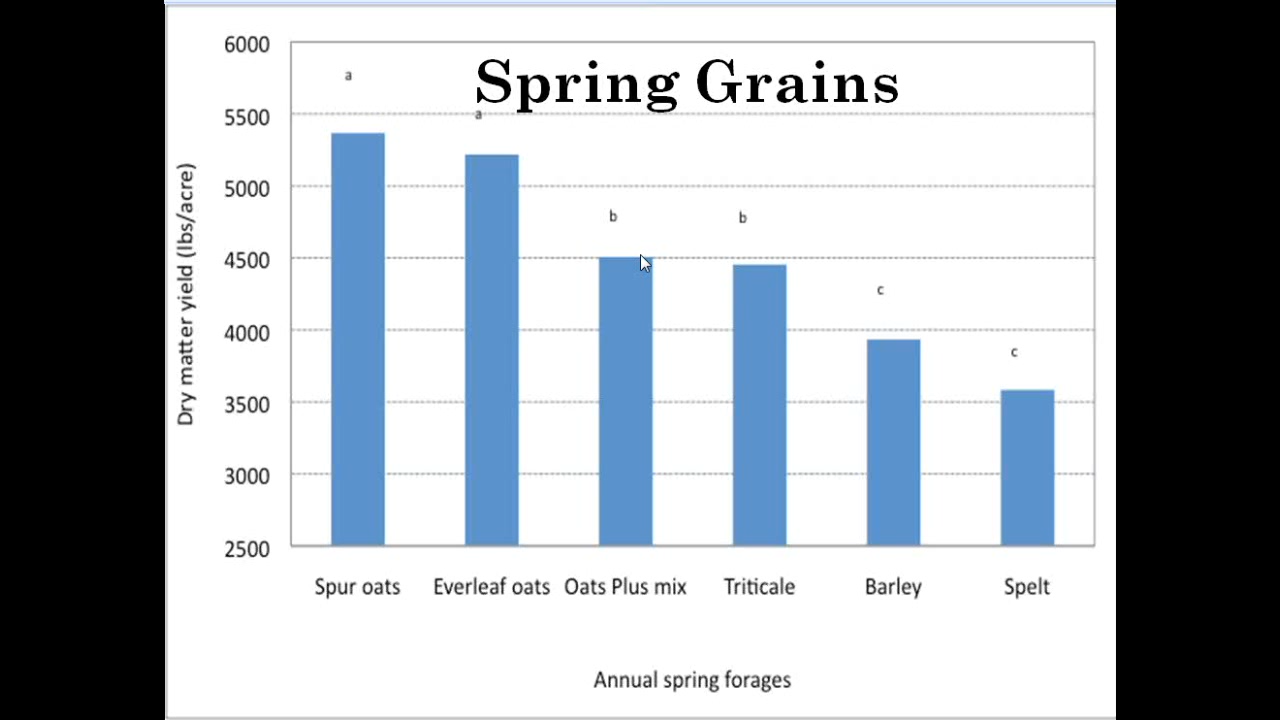 Spring Grains
Dry matter yield (lbs/acre)
6000
5500
5000
4500
4000
3500
3000
2500
a
a
b
b
c
c
Spur oats
Everleaf oats
Oats Plus mix
Triticale
Barley
Spelt
Annual spring forages